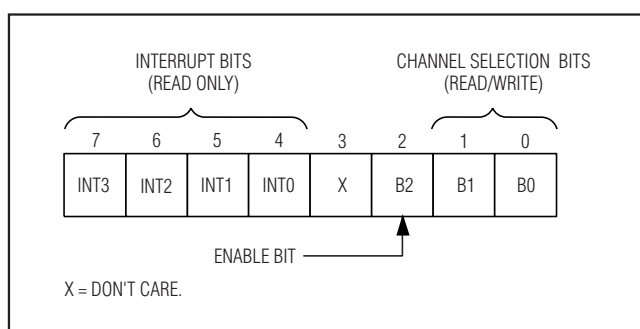 INTERRUPT BITS
(READ ONLY)
CHANNEL SELECTION BITS
(READ/WRITE)
7 6 5 4 3 2 1 0
INT3 INT2 INT1 INT0 X B2 B1 B0
ENABLE BIT
X = DON'T CARE.